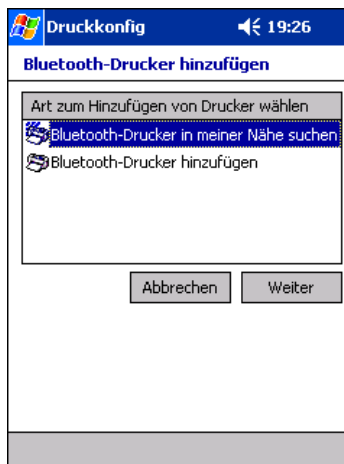 Druckkonfig 19:26
Bluetooth-Drucker hinzufügen
Art zum Hinzufügen von Drucker wählen
Bluetooth-Drucker in meiner Nähe suchen
Bluetooth-Drucker hinzufügen
Abbrechen Weiter